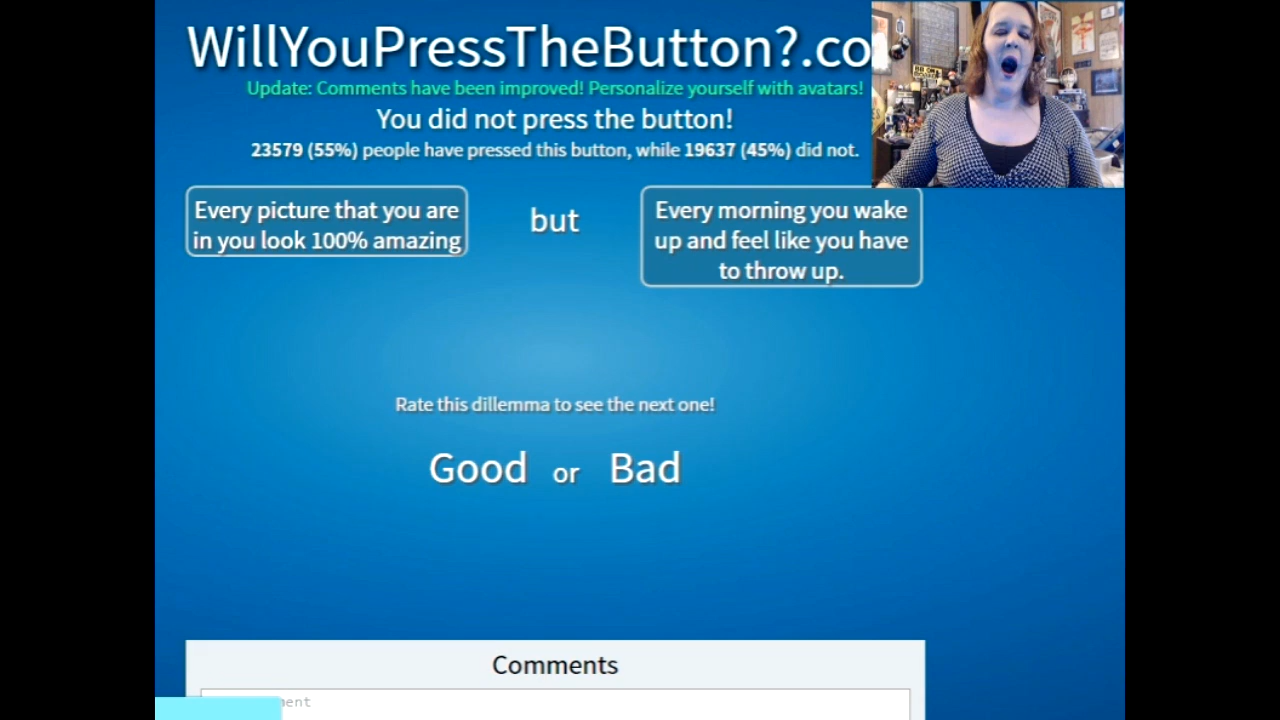 WillYouPressTheButton?.co
Update: Comments have been improved! Personalize yourself with avatars!
You did not press the button!
23579 (55%) people have pressed this button, while 19637 (45%) did not.
Every picture that you are
in you look 100% amazing
but
Every morning you wake
up and feel like you have
to throw up.
Rate this dillemma to see the next one!
Good or Bad
Comments